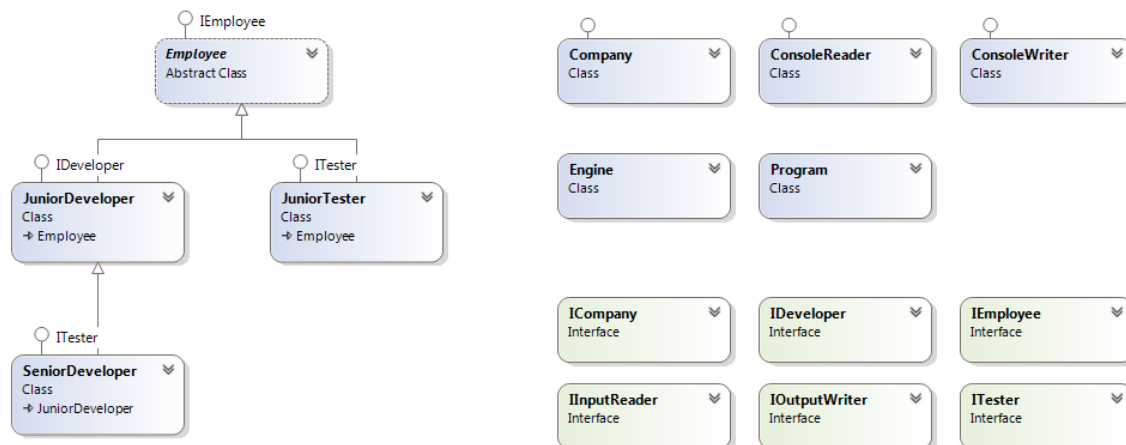 IEmployee
Employee
Abstract Class
IDeveloper
JuniorDeveloper
Class
Employee
ITester
JuniorTester
Class
Employee
ITester
SeniorDeveloper
Class
JuniorDeveloper
Company
Class
ConsoleReader
Class
ConsoleWriter
Class
Engine
Class
Program
Class
ICompany
Interface
IDeveloper
Interface
IEmployee
Interface
IInputReader
Interface
IOutputWriter
Interface
ITester
Interface